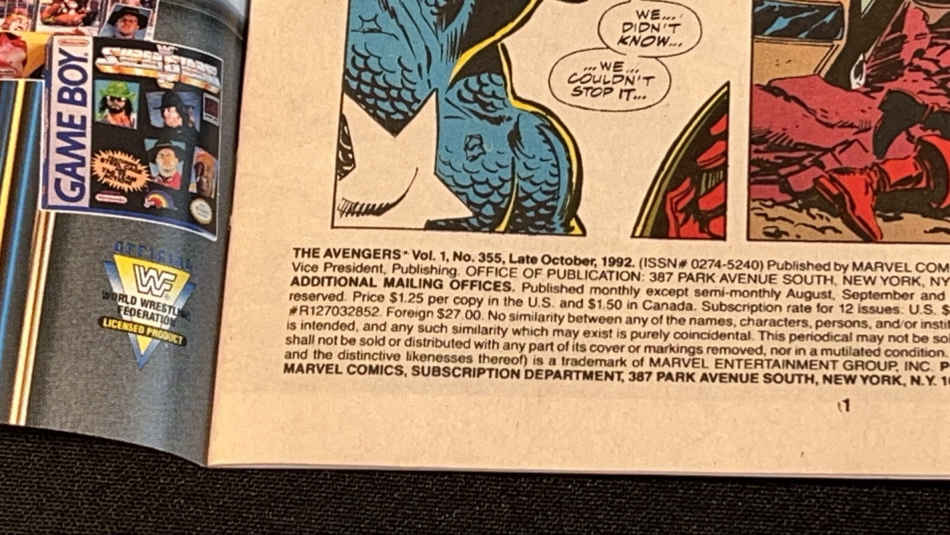 GAME BOY
SUPERSTARS
Nintendo
OFFICIAL
WF
WORLD WRESTLING
FEDERATION
LICENSED PRODUCT
WE...
DIDN'T
KNOW...
...WE...
COULDN'T
STOP IT...
THE AVENGERS* Vol. 1, No. 355, Late October, 1992. (ISSN# 0274-5240) Published by MARVEL COM
Vice President, Publishing. OFFICE OF PUBLICATION: 387 PARK AVENUE SOUTH, NEW YORK, NY
ADDITIONAL MAILING OFFICES. Published monthly except semi-monthly August, September and
reserved. Price $1.25 per copy in the U.S. and $1.50 in Canada. Subscription rate for 12 issues: U.S. $
#R127032852. Foreign $27.00. No similarity between any of the names, characters, persons, and/or insti
is intended, and any such similarity which may exist is purely coincidental. This periodical may not be sol
shall not be sold or distributed with any part of its cover or markings removed, nor in a mutilated condition.
and the distinctive likenesses thereof) is a trademark of MARVEL ENTERTAINMENT GROUP, INC. P
MARVEL COMICS, SUBSCRIPTION DEPARTMENT, 387 PARK AVENUE SOUTH, NEW YORK, N.Y. 1
1